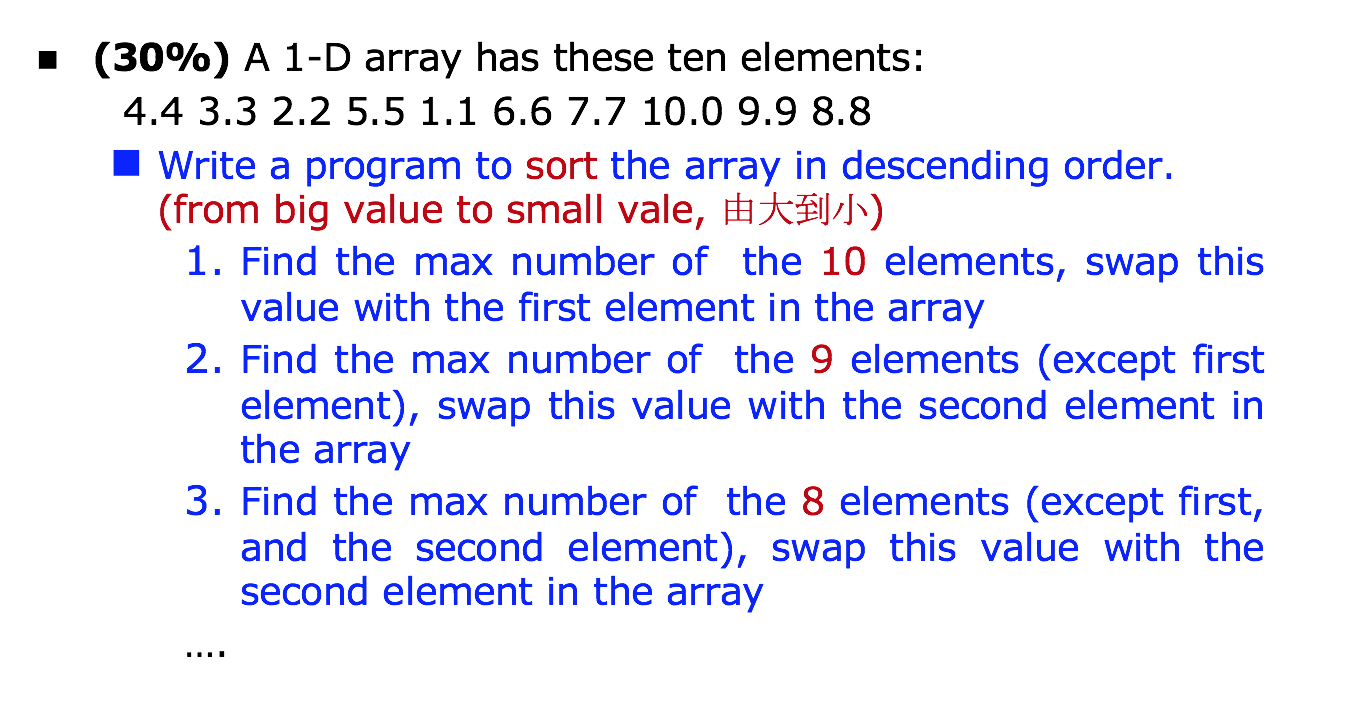 (30%) A 1-D array has these ten elements:
4.4 3.3 2.2 5.5 1.1 6.6 7.7 10.0 9.9 8.8
Write a program to sort the array in descending order.
(from big value to small vale, 由大到小)
1. Find the max number of the 10 elements, swap this
value with the first element in the array
2. Find the max number of the 9 elements (except first
element), swap this value with the second element in
the array
3. Find the max number of the 8 elements (except first,
and the second element), swap this value with the
second element in the array
....